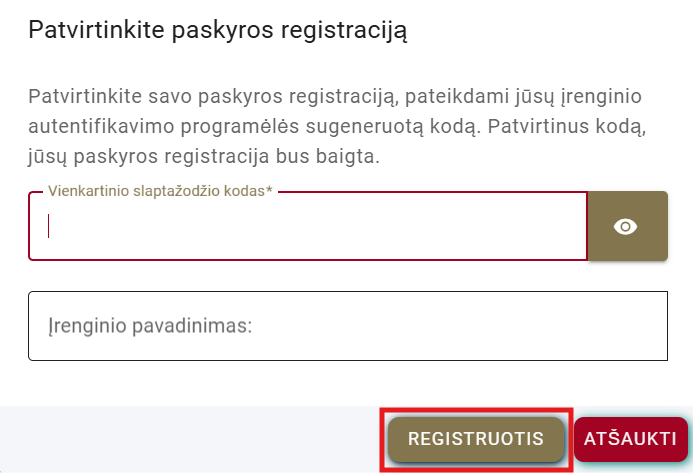 Patvirtinkite paskyros registraciją
Patvirtinkite savo paskyros registraciją, pateikdami jūsų įrenginio
autentifikavimo programėlės sugeneruotą kodą. Patvirtinus kodą,
jūsų paskyros registracija bus baigta.
Vienkartinio slaptažodžio kodas*
Įrenginio pavadinimas:
REGISTRUOTIS ATŠAUKTI